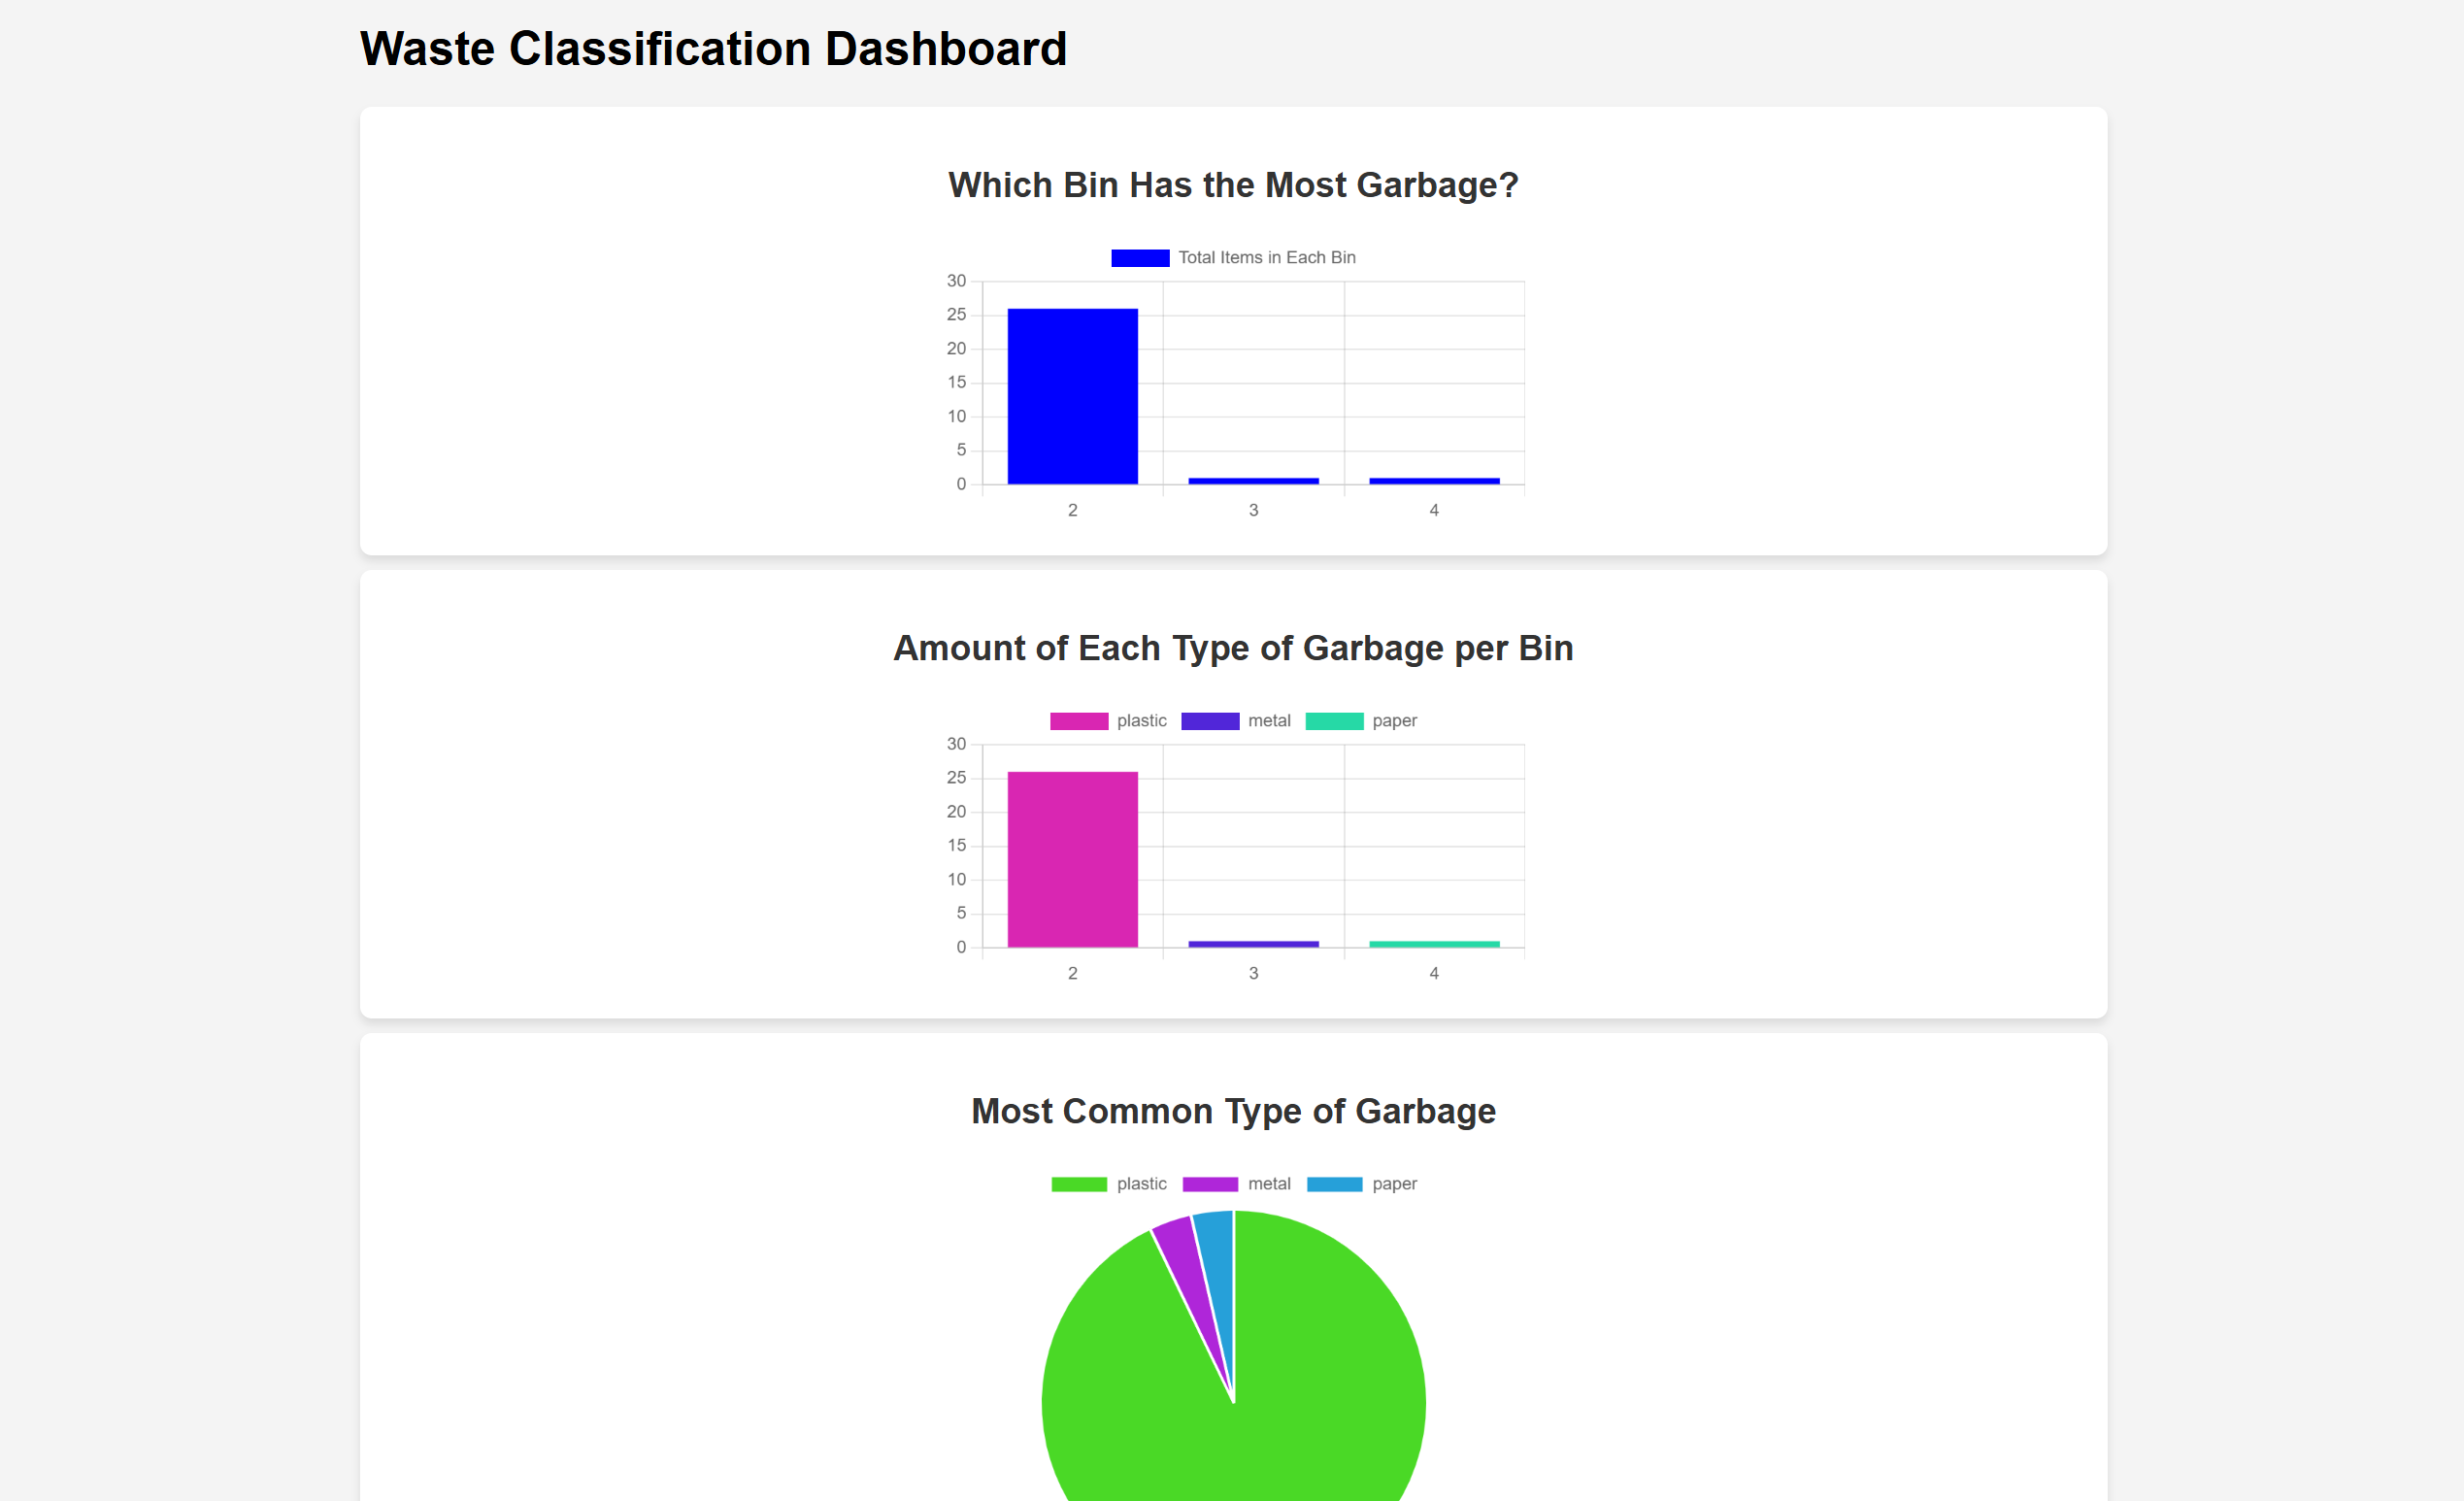 Waste Classification Dashboard
Which Bin Has the Most Garbage?
Total Items in Each Bin
30
25
20
15
10
5
0
2 3 4
Amount of Each Type of Garbage per Bin
plastic metal paper
30
25
20
15
10
5
0
2 3 4
Most Common Type of Garbage
plastic metal paper